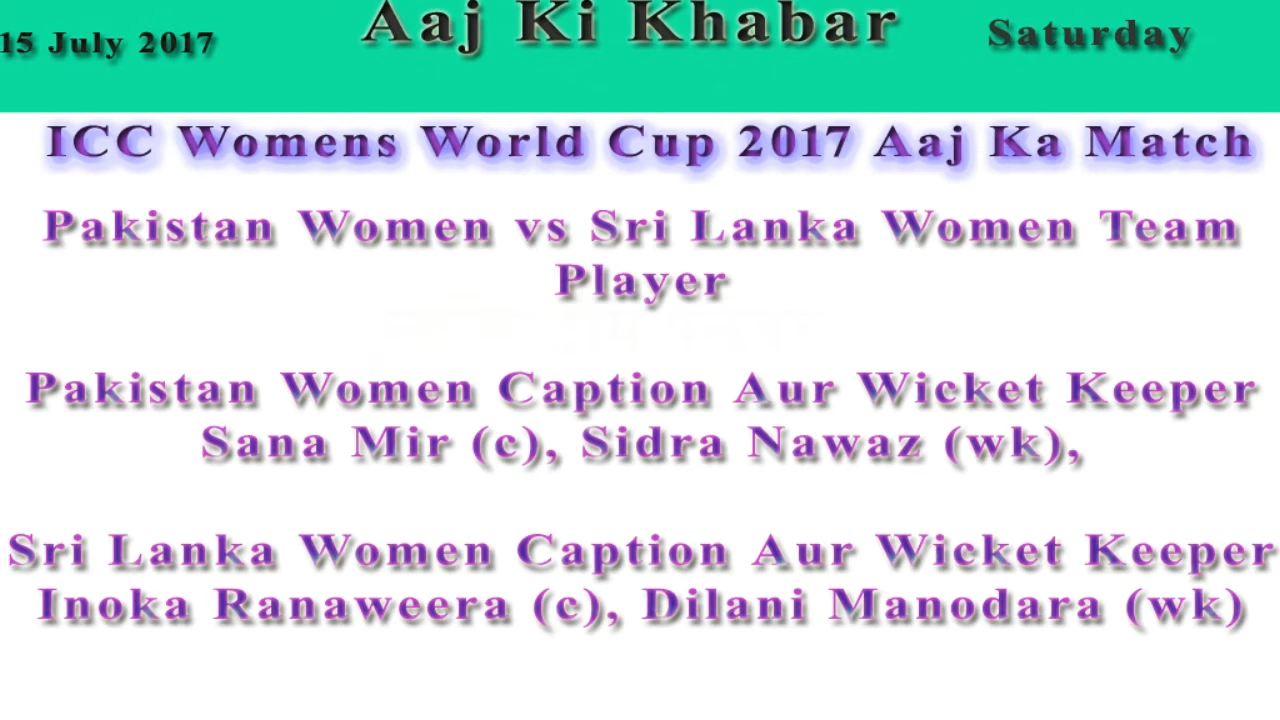 15 July 2017 Aaj Ki Khabar Saturday
ICC Womens World Cup 2017 Aaj Ka Match
Pakistan Women vs Sri Lanka Women Team
Player
Pakistan Women Caption Aur Wicket Keeper
Sana Mir (c), Sidra Nawaz (wk),
Sri Lanka Women Caption Aur Wicket Keeper
Inoka Ranaweera (c), Dilani Manodara (wk)